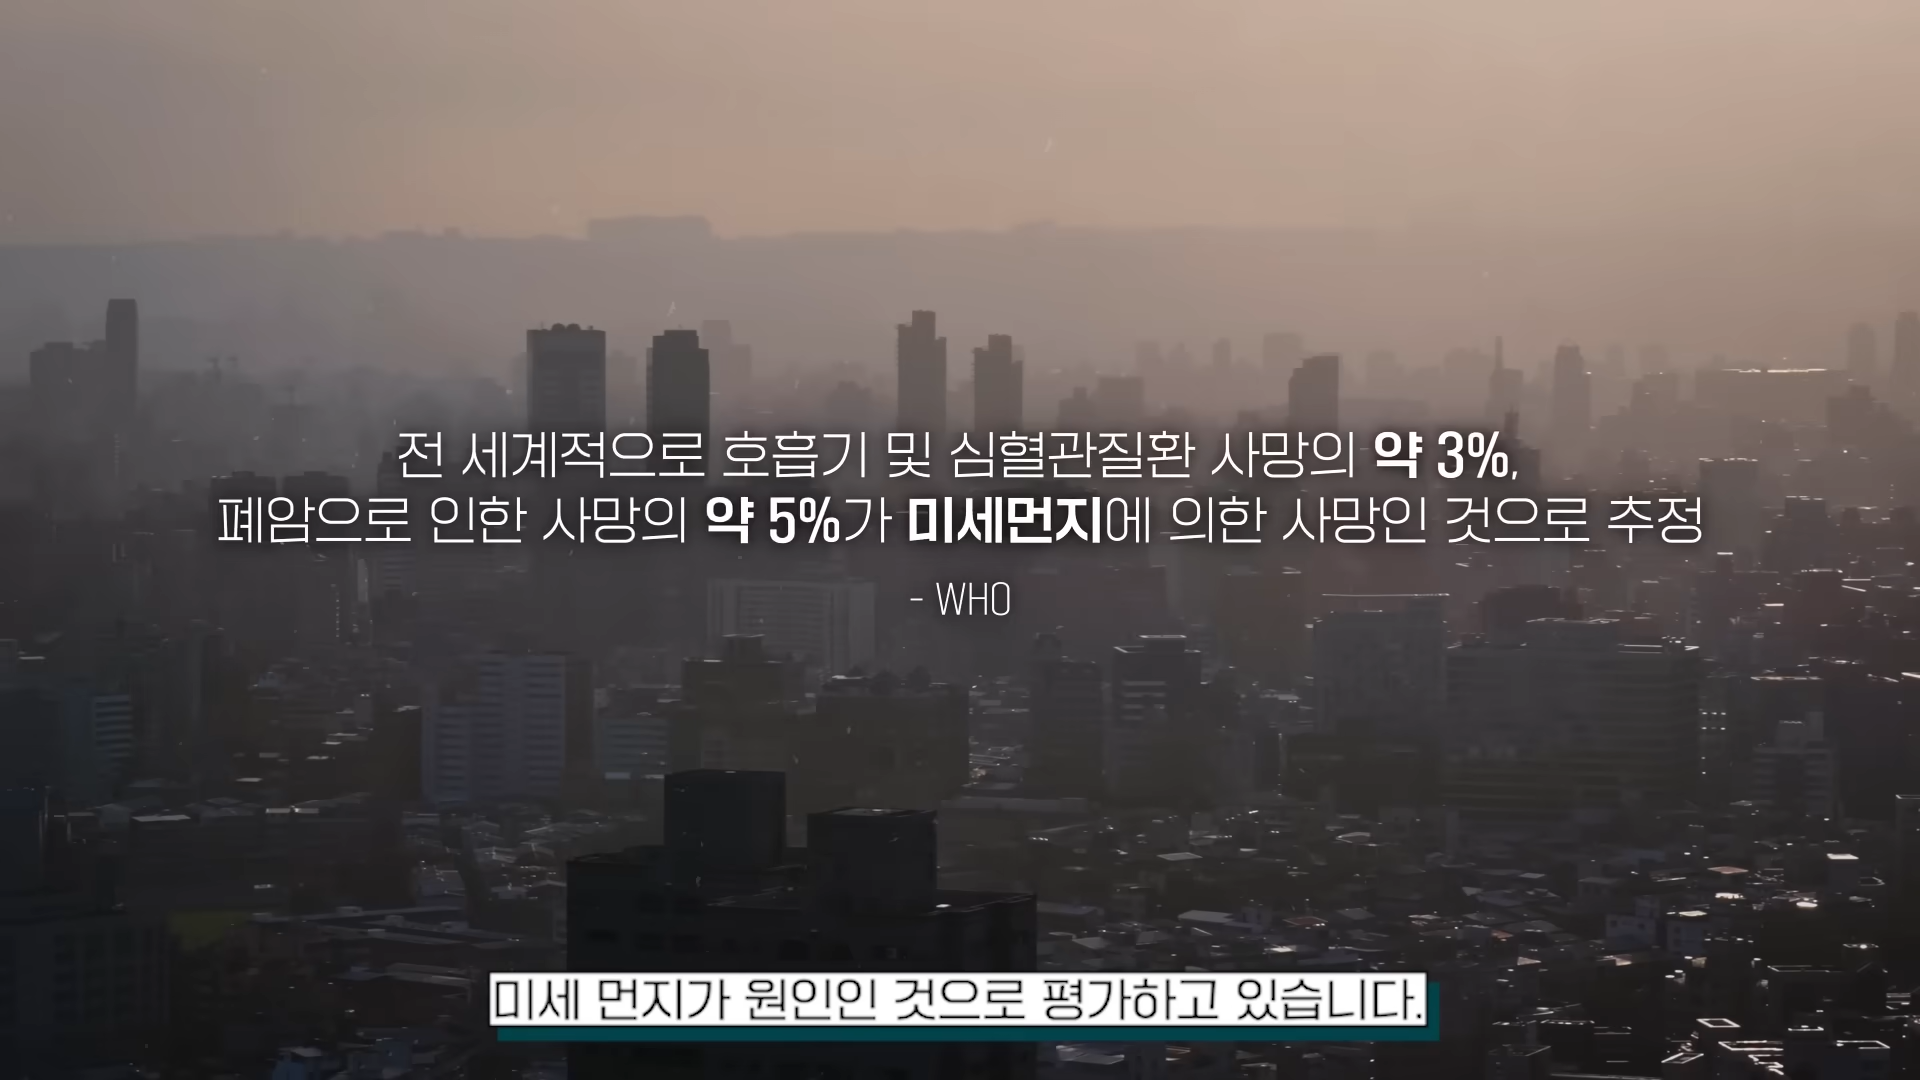 전 세계적으로 호흡기 및 심혈관질환 사망의 약 3%,
폐암으로 인한 사망의 약 5%가 미세먼지에 의한 사망인 것으로 추정
- WHO
미세 먼지가 원인인 것으로 평가하고 있습니다.